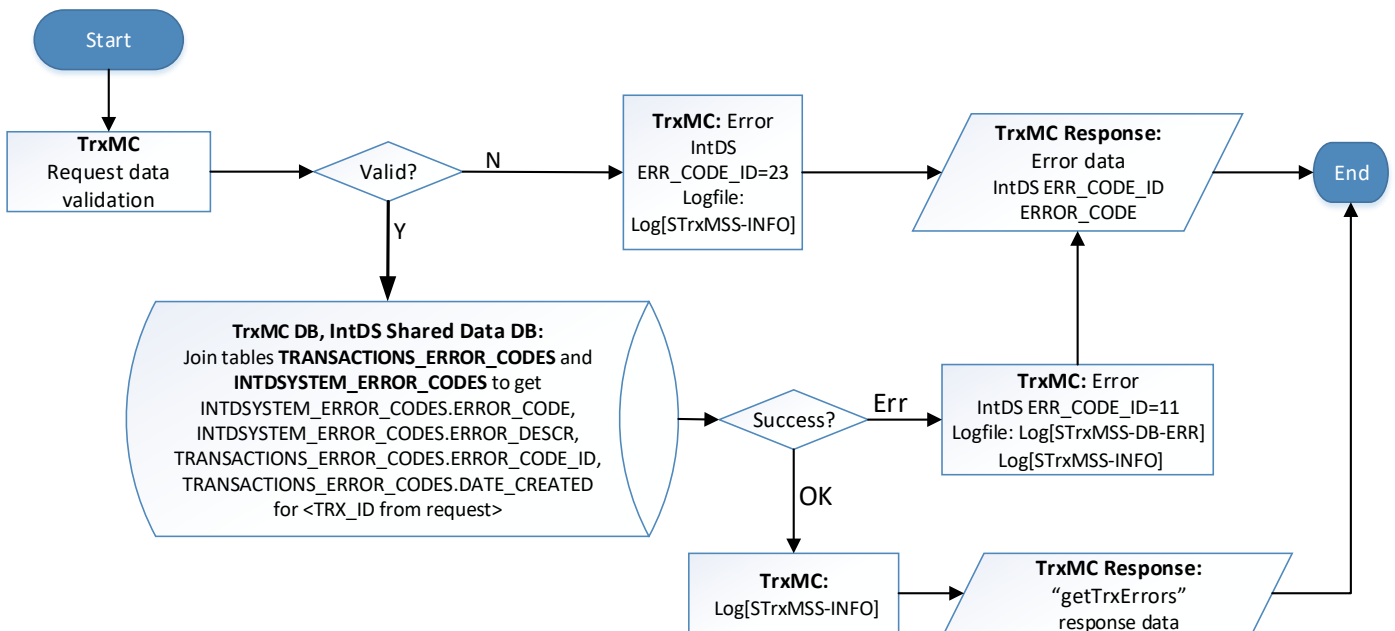 Start
TrxMC
Request data
validation
Valid?
N
Y
TrxMC: Error
IntDS
ERR_CODE_ID=23
Logfile:
Log[STrxMSS-INFO]
TrxMC Response:
Error data
IntDS ERR_CODE_ID
ERROR_CODE
End
TrxMC DB, IntDS Shared Data DB:
Join tables TRANSACTIONS_ERROR_CODES and
INTDSYSTEM_ERROR_CODES to get
INTDSYSTEM_ERROR_CODES.ERROR_CODE,
INTDSYSTEM_ERROR_CODES.ERROR_DESCR,
TRANSACTIONS_ERROR_CODES.ERROR_CODE_ID,
TRANSACTIONS_ERROR_CODES.DATE_CREATED
for <TRX_ID from request>
Success?
Err
OK
TrxMC: Error
IntDS ERR_CODE_ID=11
Logfile: Log[STrxMSS-DB-ERR]
Log[STrxMSS-INFO]
TrxMC:
Log[STrxMSS-INFO]
TrxMC Response:
“getTrxErrors”
response data